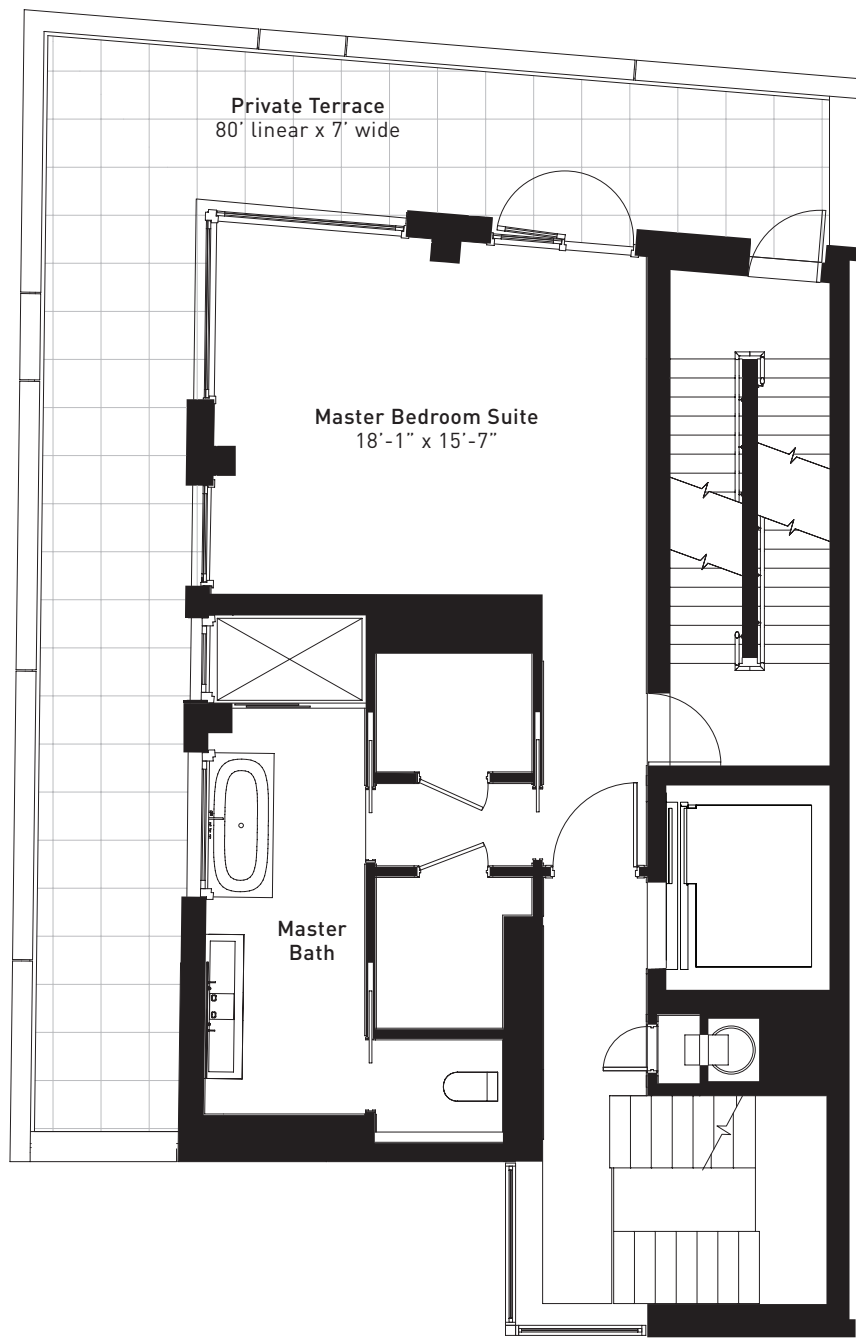 Private Terrace
80’ linear x 7’ wide
Master Bedroom Suite
18’-1” x 15’-7”
Master
Bath